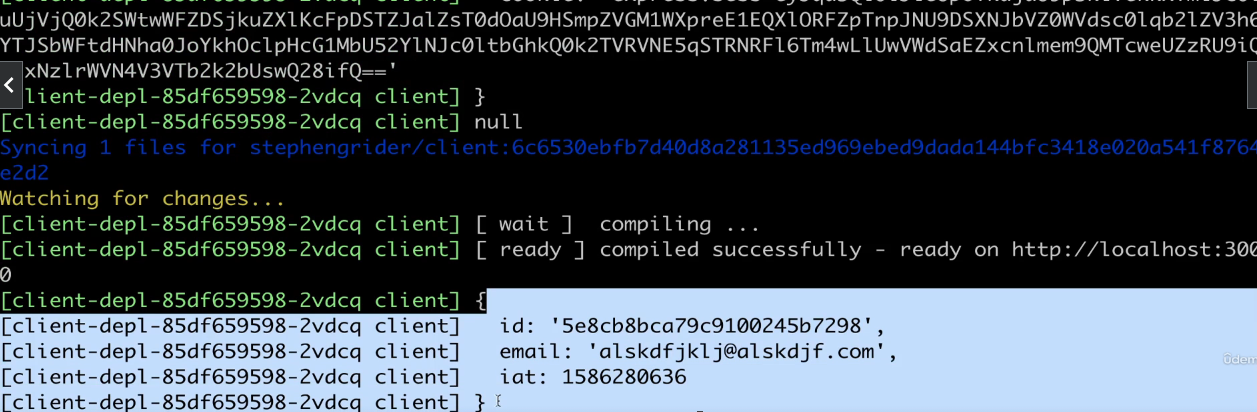 YTJSbWFtdHNha0JoYkhOclpHcG1MbU52YlNJc0ltbGhkQ0k2TVRVNE5qSTRNRFl6Tm4wLlUwVWdSaEZxcnlmem9QMTcweUZzRU9iQ
xNzlrWVN4V3VTb2k2bUswQ28ifQ=='
[client-depl-85df659598-2vdcq client] }
[client-depl-85df659598-2vdcq client] null
Syncing 1 files for stephengrider/client:6c6530ebfb7d40d8a281135ed969ebed9dada144bfc3418e020a541f8764
e2d2
Watching for changes...
[client-depl-85df659598-2vdcq client] [ wait ]  compiling ...
[client-depl-85df659598-2vdcq client] [ ready ] compiled successfully - ready on http://localhost:300
0
[client-depl-85df659598-2vdcq client] {
[client-depl-85df659598-2vdcq client]   id: '5e8cb8bca79c9100245b7298',
[client-depl-85df659598-2vdcq client]   email: 'alskdfjklj@alskdjf.com',
[client-depl-85df659598-2vdcq client]   iat: 1586280636
[client-depl-85df659598-2vdcq client] }